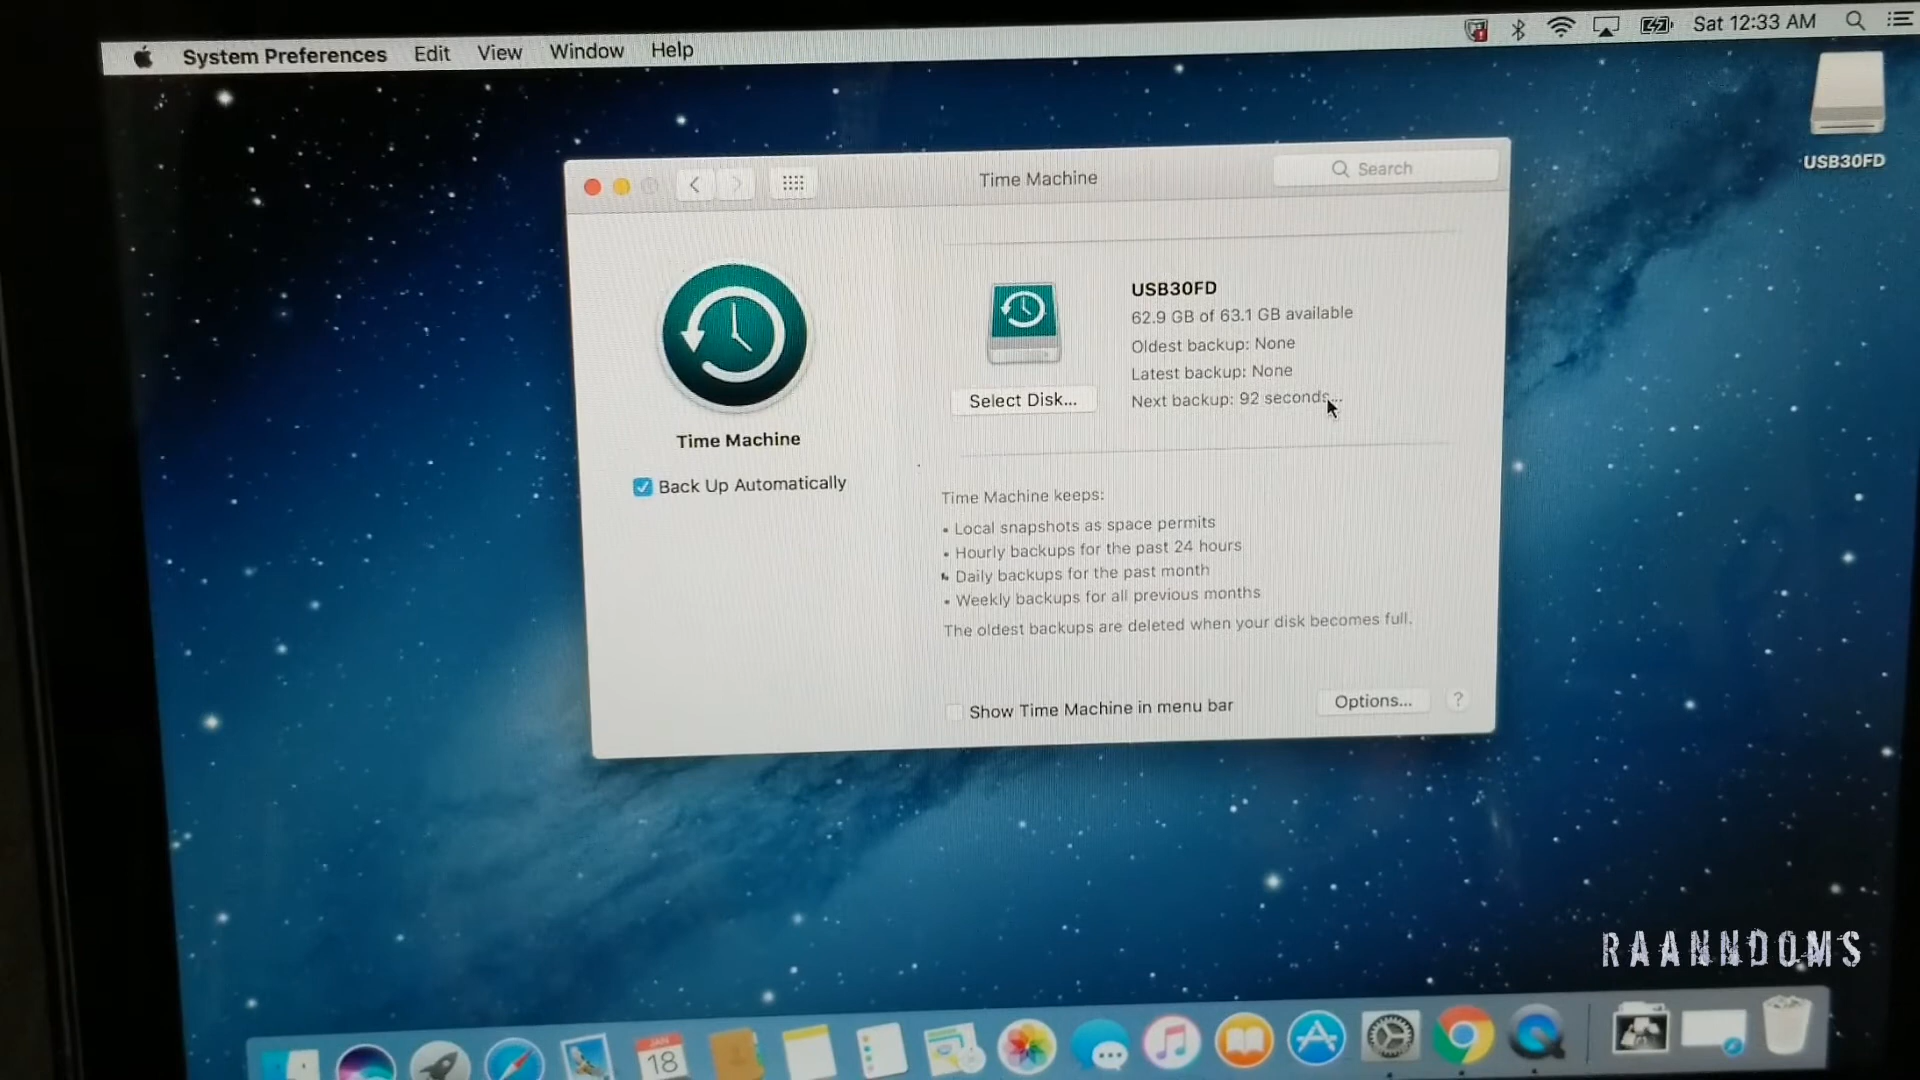 System Preferences Edit View Window Help
Sat 12:33 AM
USB30FD
Time Machine
Search
USB30FD
62.9 GB of 63.1 GB available
Oldest backup: None
Latest backup: None
Next backup: 92 seconds...
Select Disk...
Time Machine
Back Up Automatically
Time Machine keeps:
• Local snapshots as space permits
• Hourly backups for the past 24 hours
• Daily backups for the past month
• Weekly backups for all previous months
The oldest backups are deleted when your disk becomes full.
Show Time Machine in menu bar
Options...
?
RAANNDOMS
JAN
18